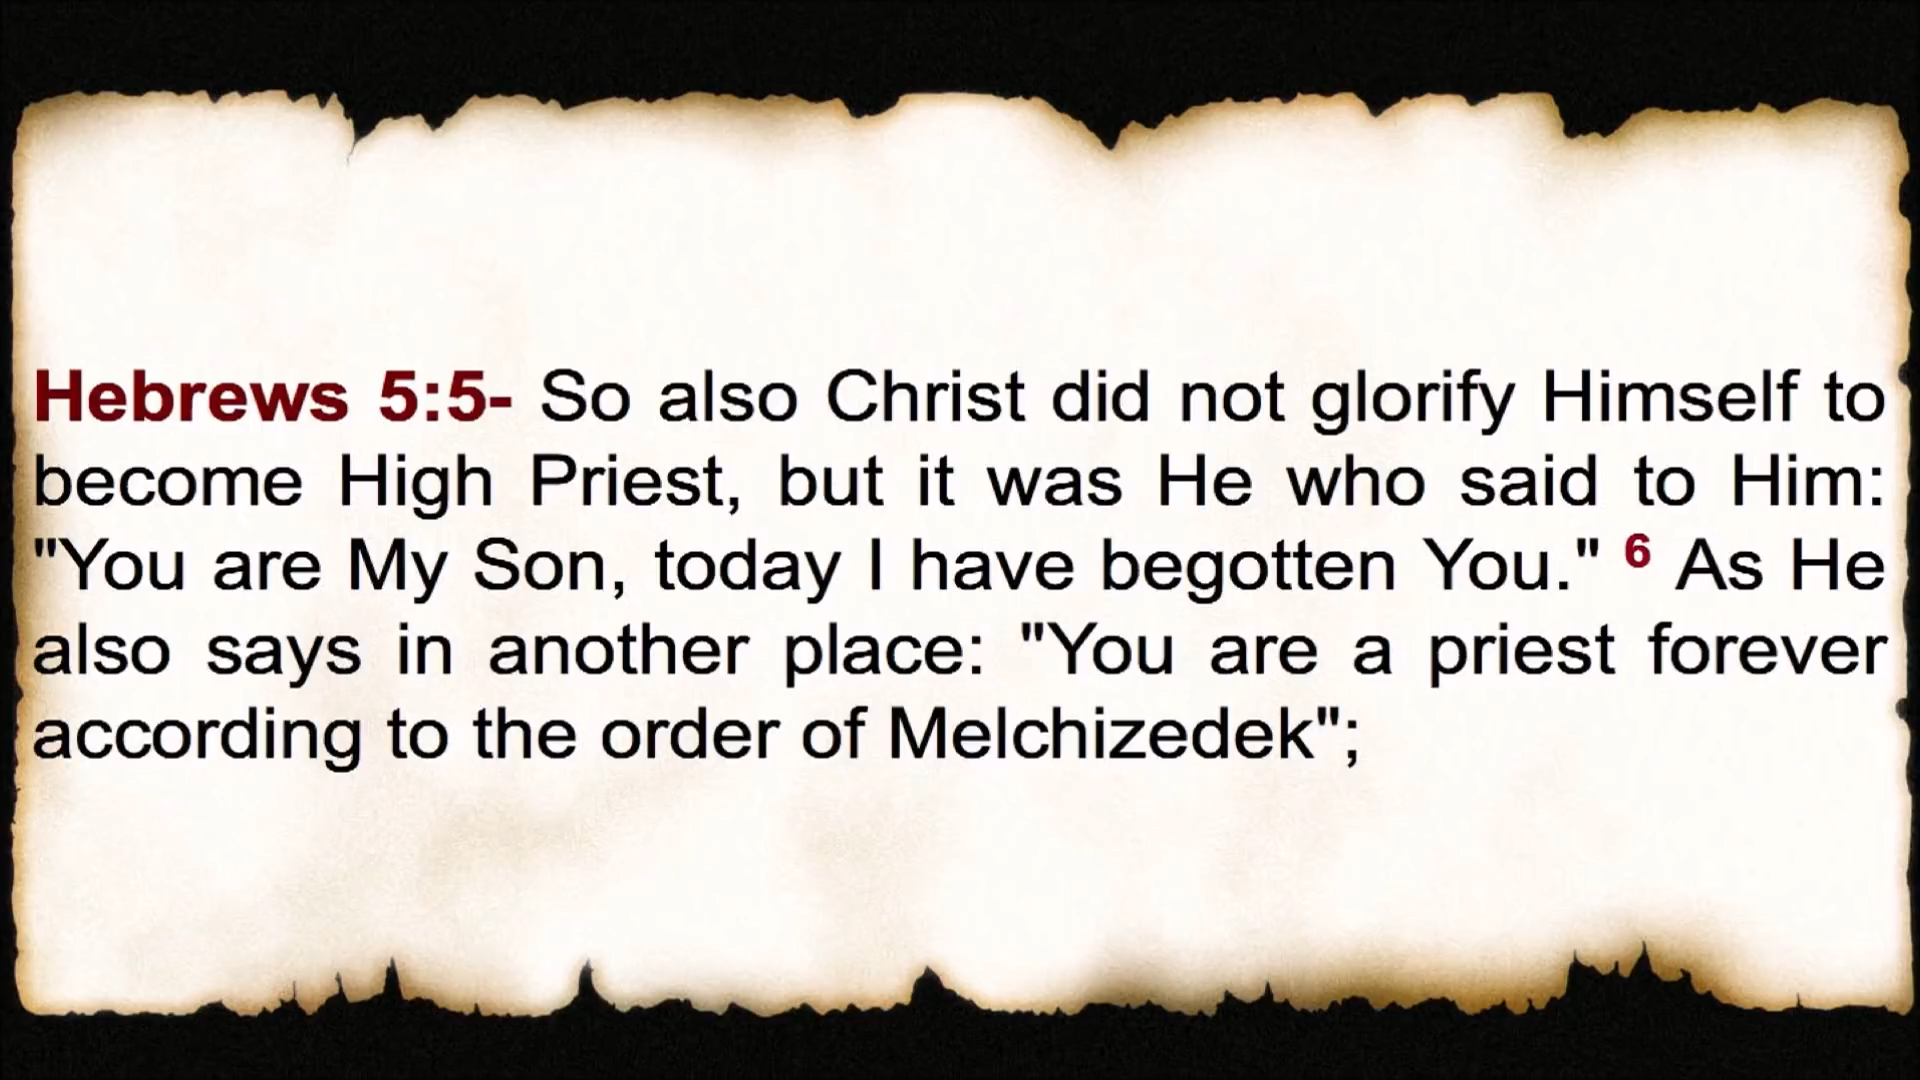 Hebrews 5:5- So also Christ did not glorify Himself to
become High Priest, but it was He who said to Him:
"You are My Son, today I have begotten You." 6 As He
also says in another place: "You are a priest forever
according to the order of Melchizedek";